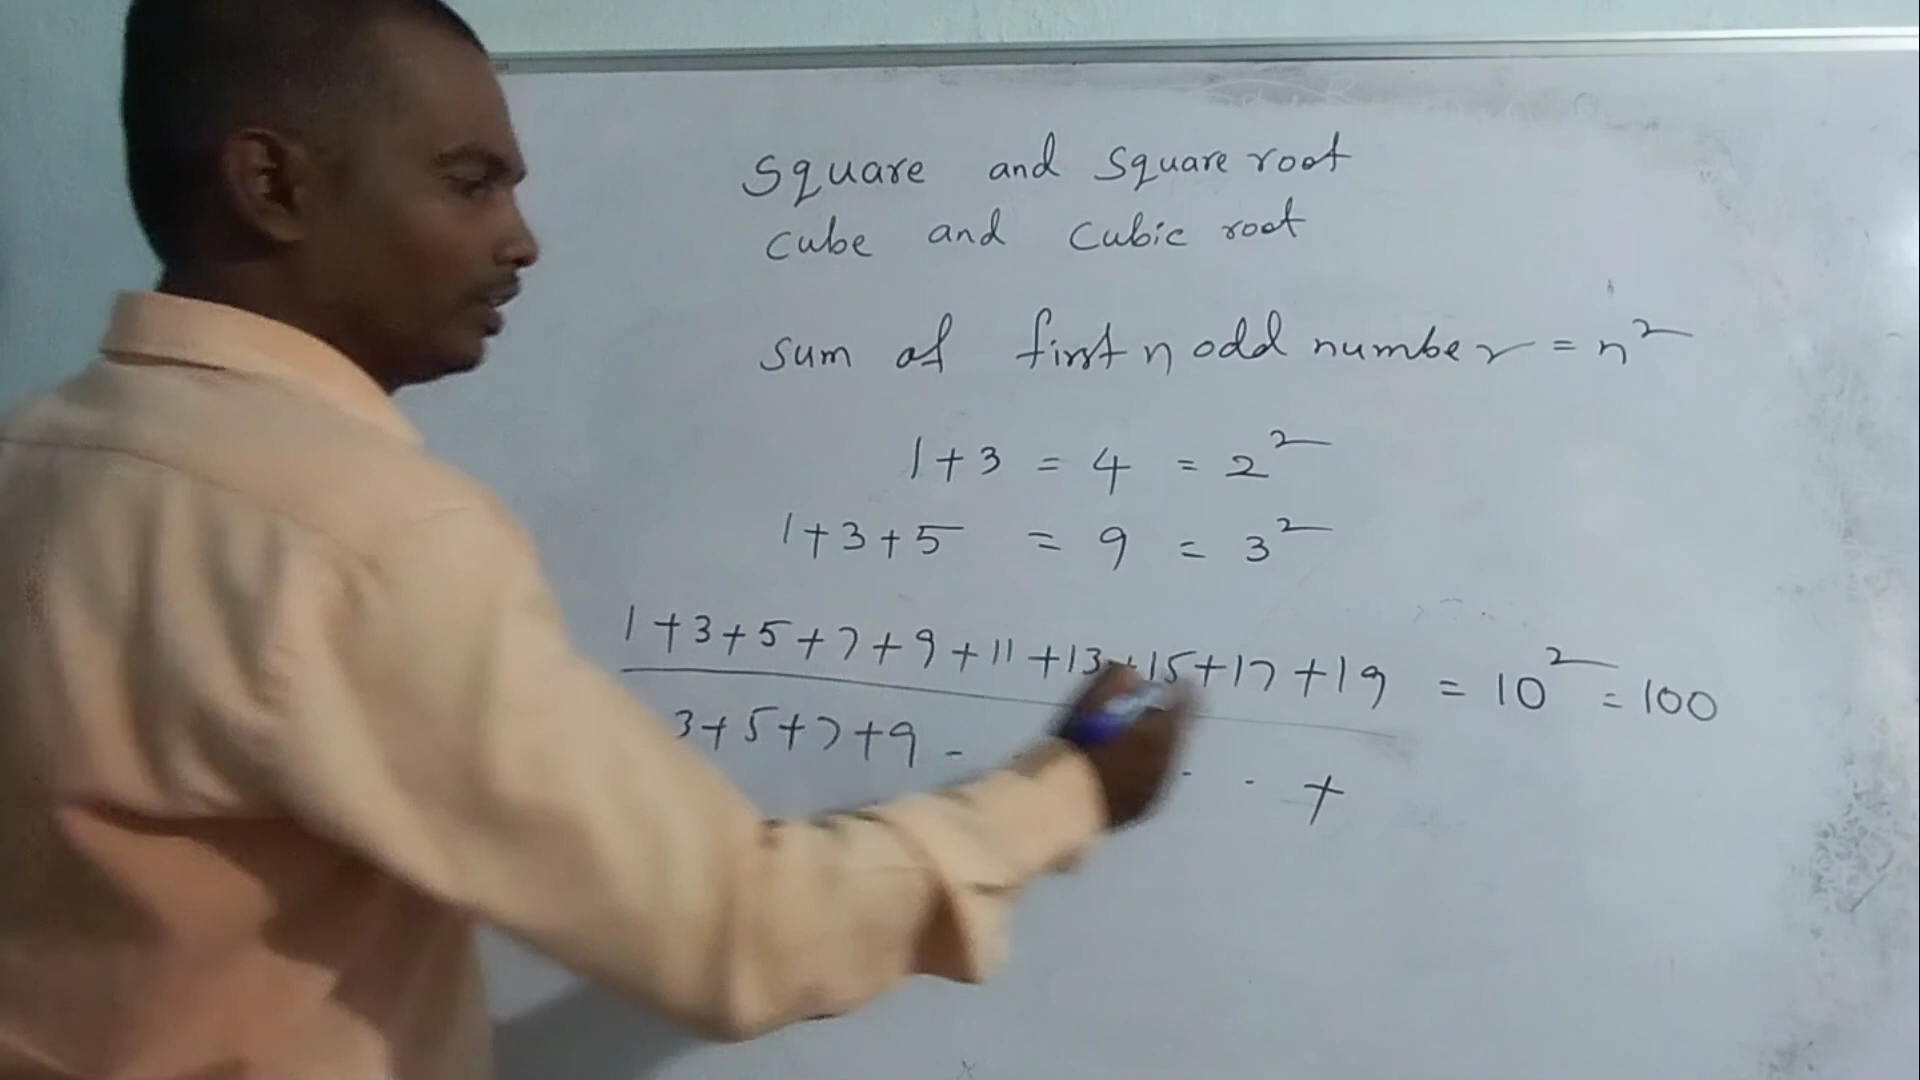 Square and Square root
cube and cubic root
sum of first n odd number = n²
1+3 = 4 = 2²
1+3+5 = 9 = 3²
1+3+5+7+9+11+13+15+17+19 = 10² = 100
3+5+7+9 - . . . +